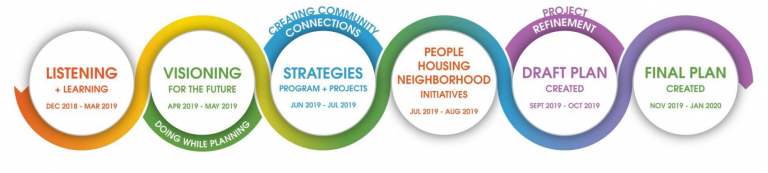 LISTENING
+ LEARNING
DEC 2018 - MAR 2019
VISIONING
FOR THE FUTURE
APR 2019 - MAY 2019
DOING WHILE PLANNING
CREATING COMMUNITY
CONNECTIONS
STRATEGIES
PROGRAM + PROJECTS
JUN 2019 - JUL 2019
PEOPLE
HOUSING
NEIGHBORHOOD
INITIATIVES
JUL 2019 - AUG 2019
PROJECT
REFINEMENT
DRAFT PLAN
CREATED
SEPT 2019 - OCT 2019
FINAL PLAN
CREATED
NOV 2019 - JAN 2020